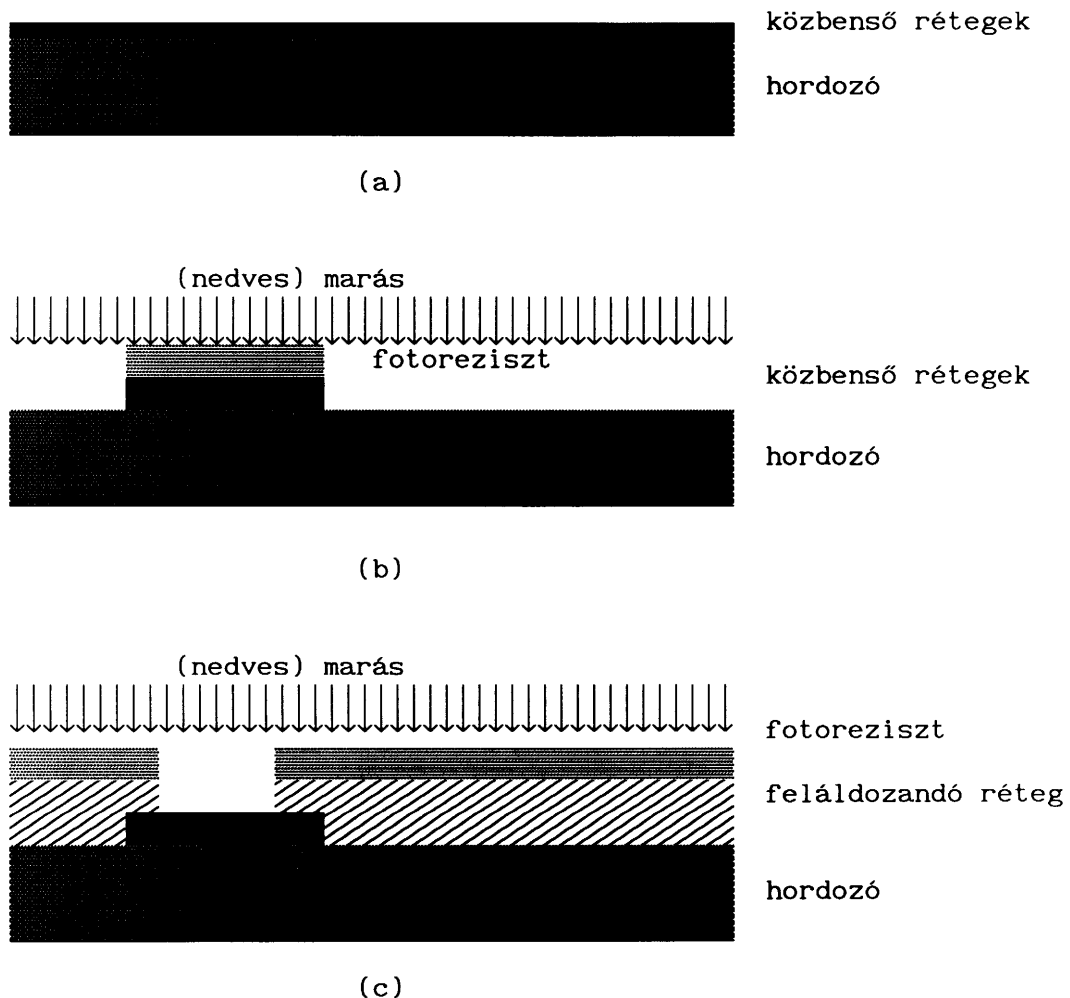 közbenső rétegek
hordozó
(a)
(nedves) marás
fotoreziszt
közbenső rétegek
hordozó
(b)
(nedves) marás
fotoreziszt
feláldozandó réteg
hordozó
(c)